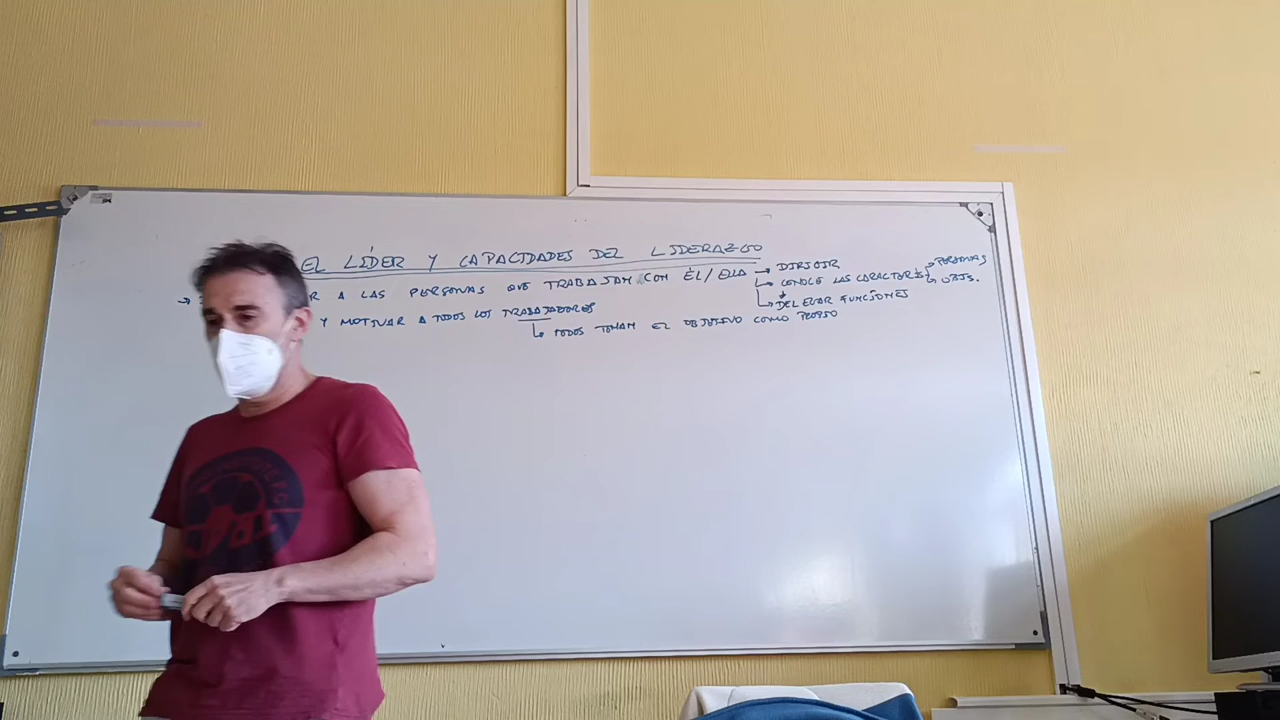 EL LÍDER Y CAPACIDADES DEL LIDERAZGO
R A LAS PERSONAS QUE TRABAJAN CON ÉL/ELLA → DIRIGIR
↳ CONOCE LAS CARACTERÍS → PERSONAS
↳ OBJS.
↳ DELEGAR FUNCIONES
Y MOTIVAR A TODOS LOS TRABAJADORES
↳ TODOS TOMAN EL OBJETIVO COMO PROPIO